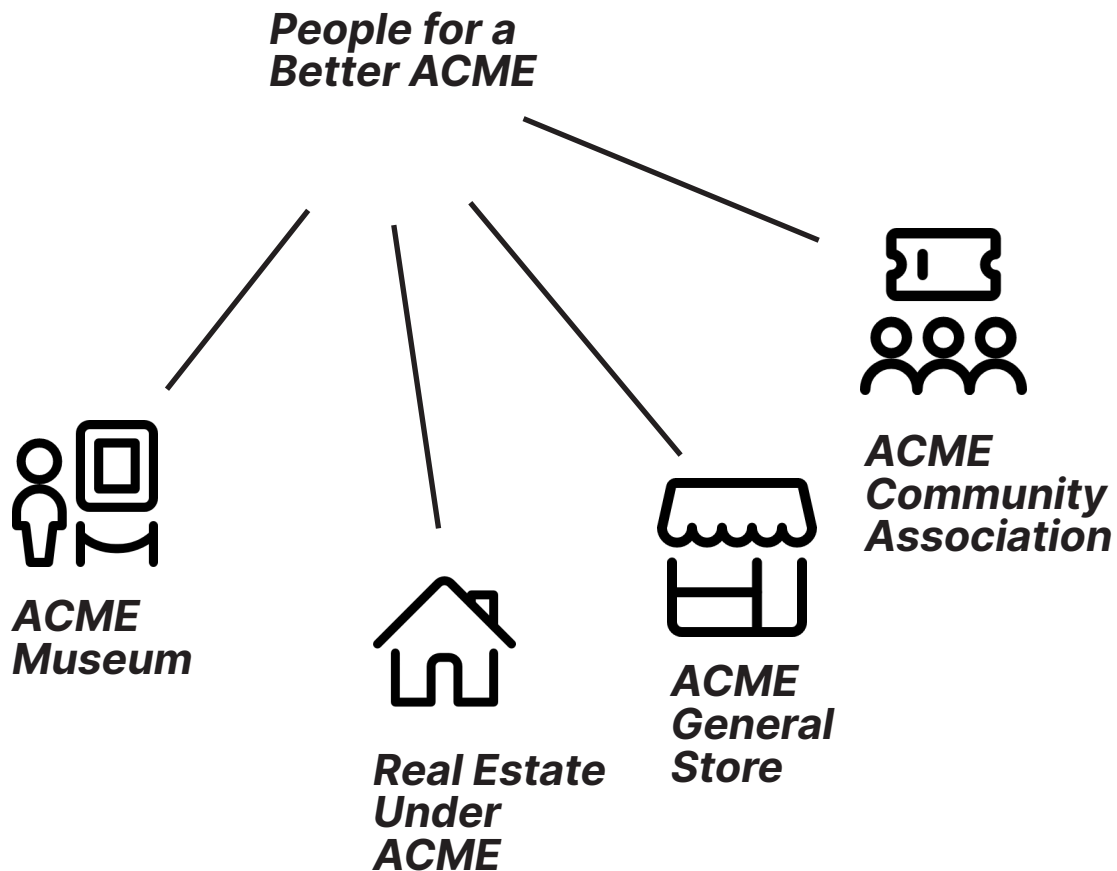 People for a
Better ACME
ACME
Community
Association
ACME
Museum
ACME
General
Store
Real Estate
Under
ACME